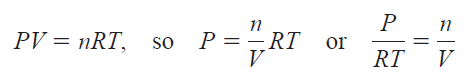 PV = nRT, so P = n/V RT or P/RT = n/V